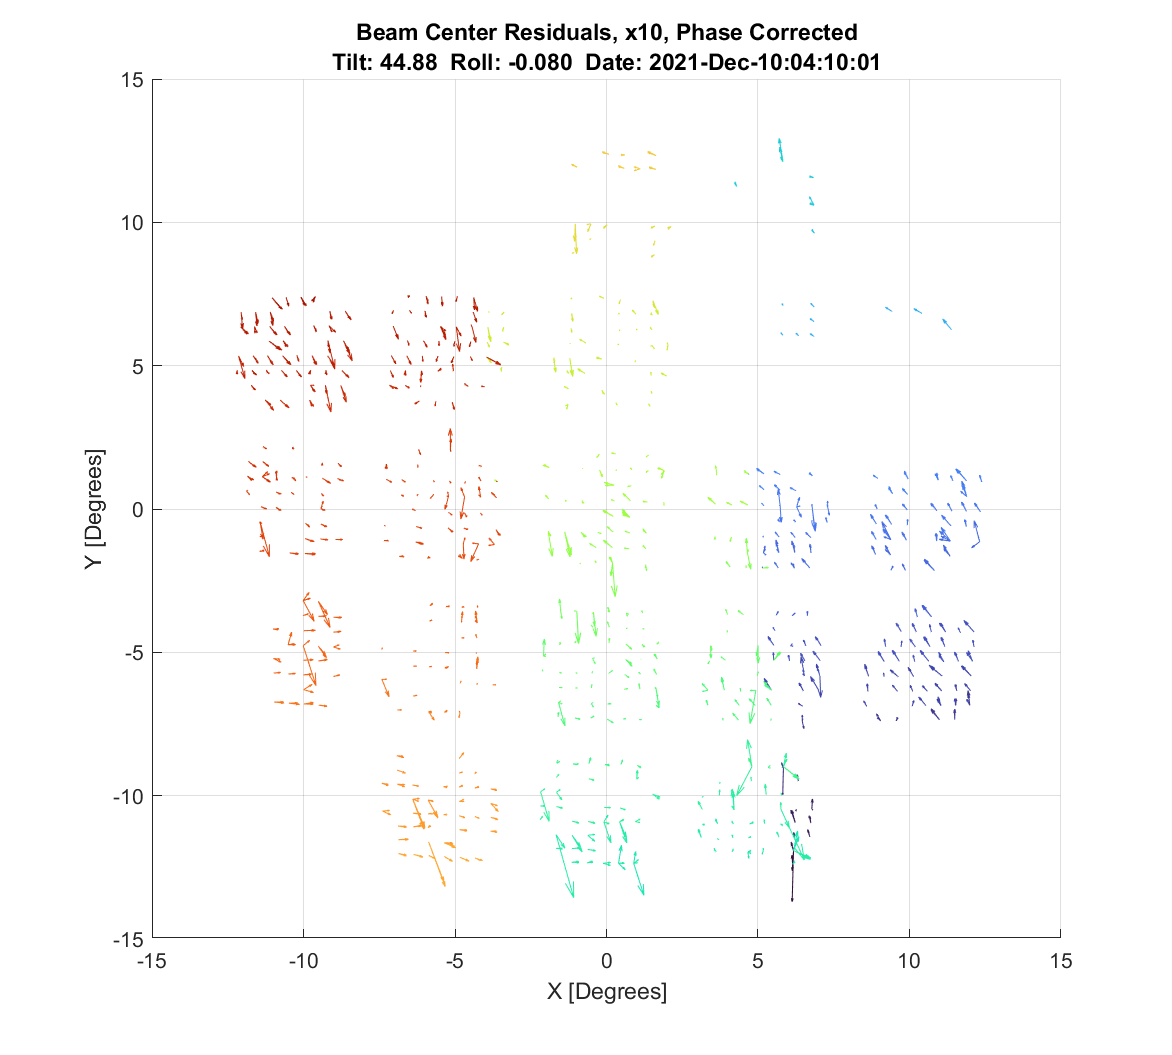 Beam Center Residuals, x10, Phase Corrected
Tilt: 44.88  Roll: -0.080  Date: 2021-Dec-10:04:10:01
15
10
5
0
-5
-10
-15
Y [Degrees]
-15 -10 -5 0 5 10 15
X [Degrees]